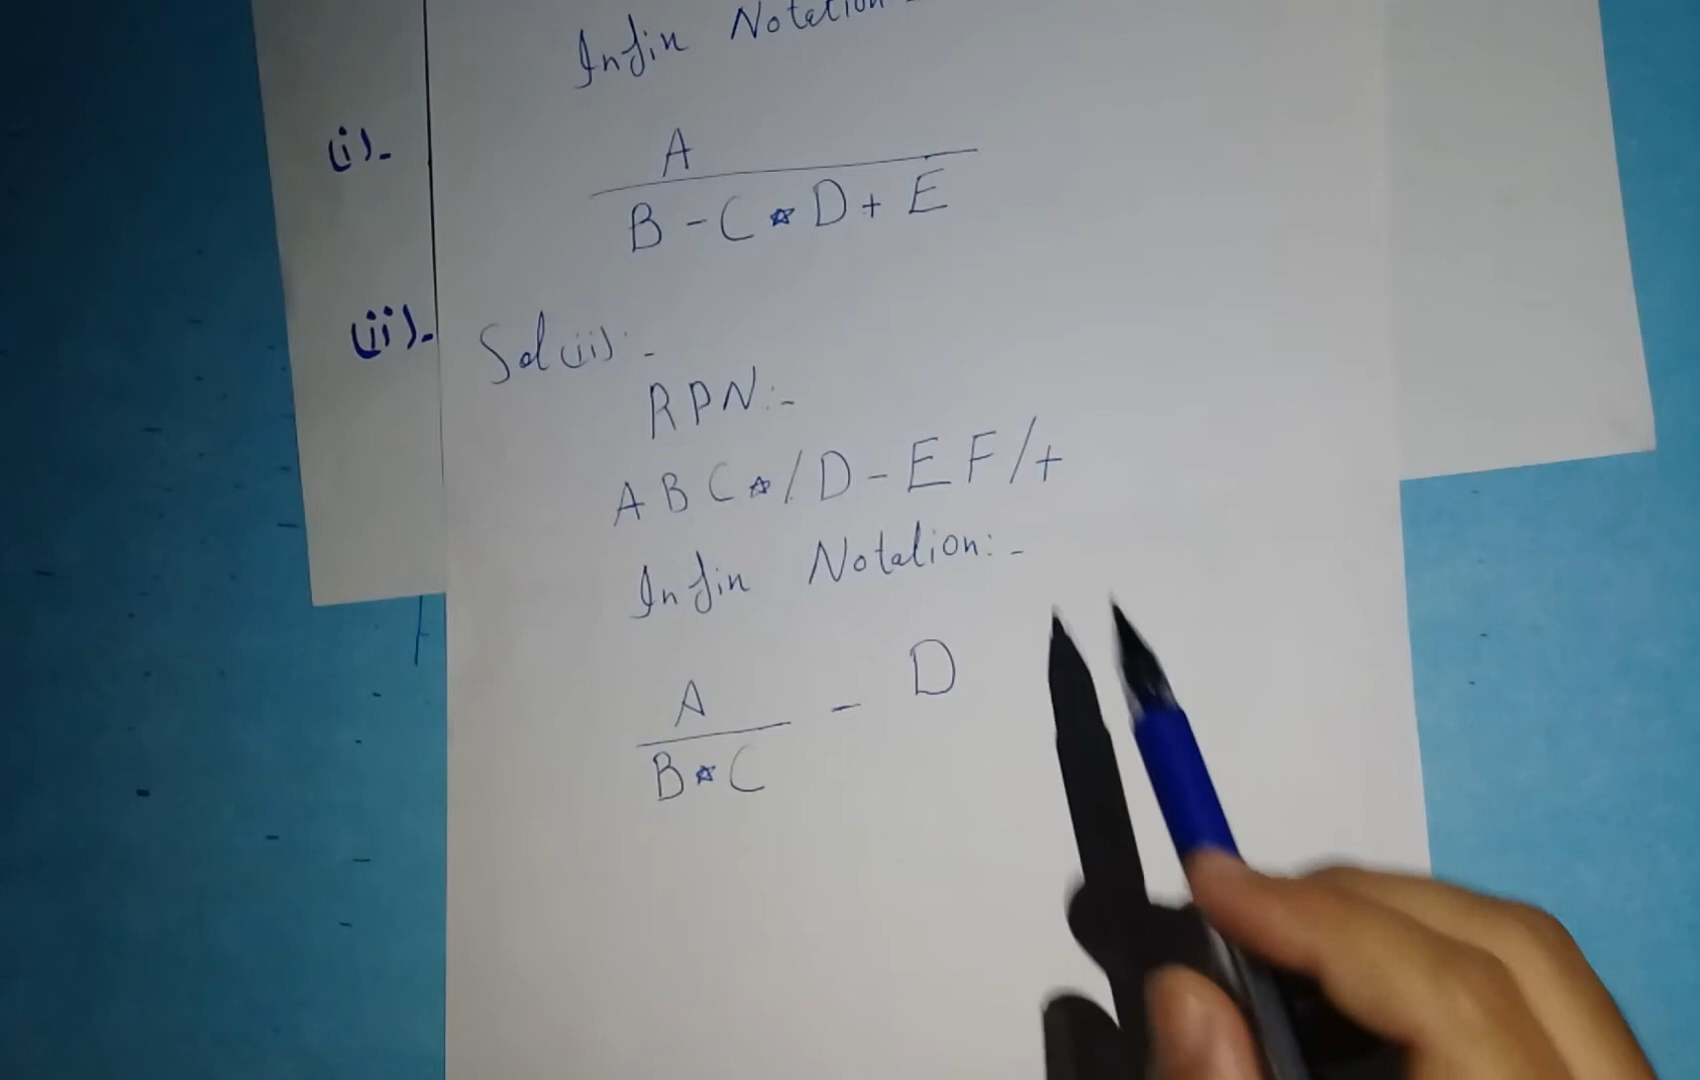 Infix Notation
(i).-
A
B - C * D + E
(ii).-
Sol (ii) :-
RPN :-
A B C * / D - E F / +
Infix Notation :-
A - D
B * C